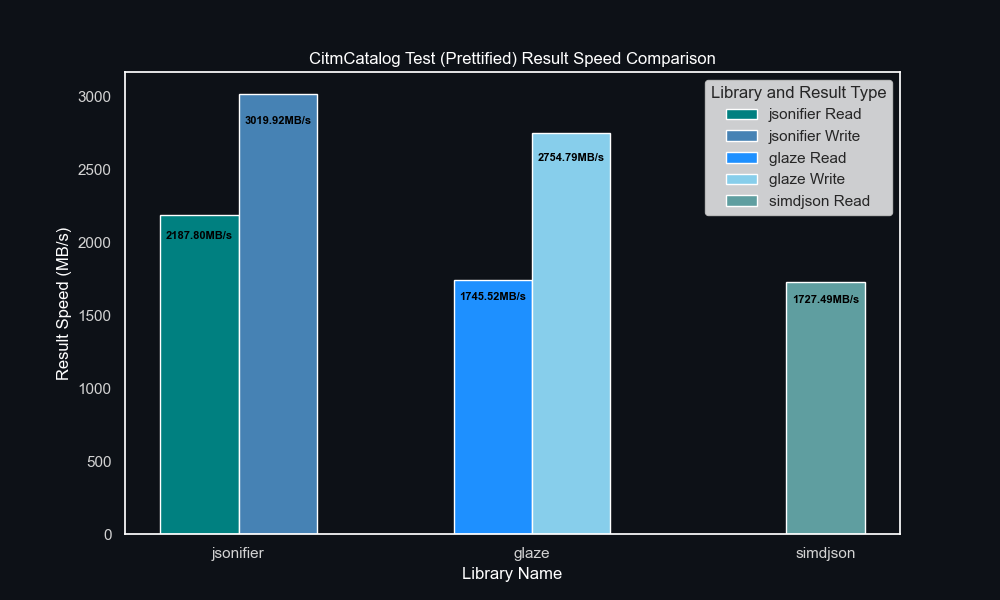 CitmCatalog Test (Prettified) Result Speed Comparison
Library and Result Type
jsonifier Read
jsonifier Write
glaze Read
glaze Write
simdjson Read
3000
2500
2000
1500
1000
500
0
Result Speed (MB/s)
2187.80MB/s
3019.92MB/s
1745.52MB/s
2754.79MB/s
1727.49MB/s
jsonifier
glaze
simdjson
Library Name